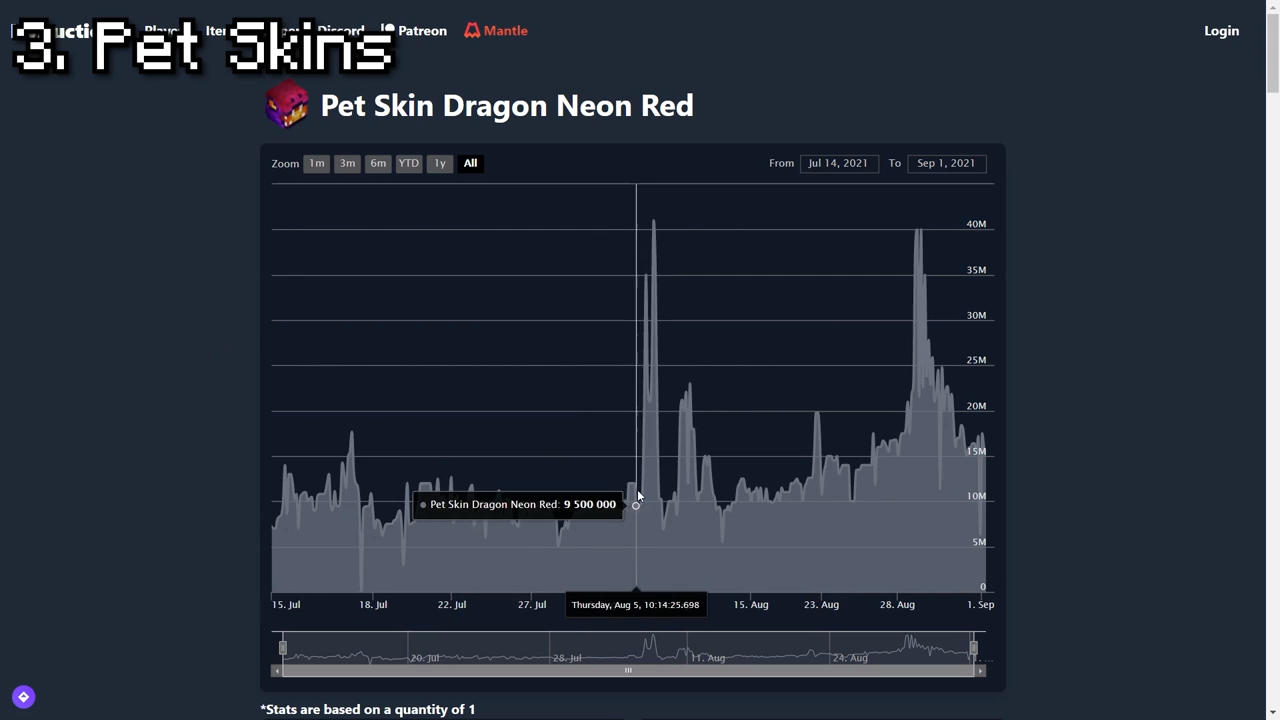 3. Pet Skins
Discord Patreon Mantle Login
Pet Skin Dragon Neon Red
Zoom 1m 3m 6m YTD 1y All From Jul 14, 2021 To Sep 1, 2021
40M
35M
30M
25M
20M
15M
10M
Pet Skin Dragon Neon Red: 9 500 000
5M
0
15. Jul 18. Jul 22. Jul 27. Jul Thursday, Aug 5, 10:14:25.698 15. Aug 23. Aug 28. Aug 1. Sep
20. Jul 28. Jul 11. Aug 24. Aug
*Stats are based on a quantity of 1